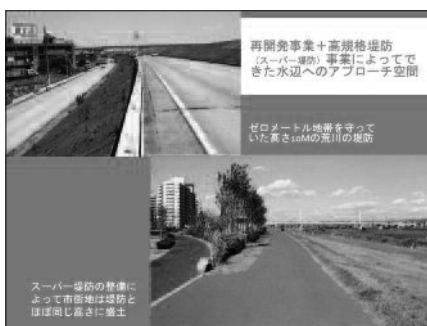 再開発事業＋高規格堤防
（スーパー堤防）事業によってで
きた水辺へのアプローチ空間
ゼロメートル地帯を守って
いた高さ10Mの荒川の堤防
スーパー堤防の整備に
よって市街地は堤防と
ほぼ同じ高さに盛土